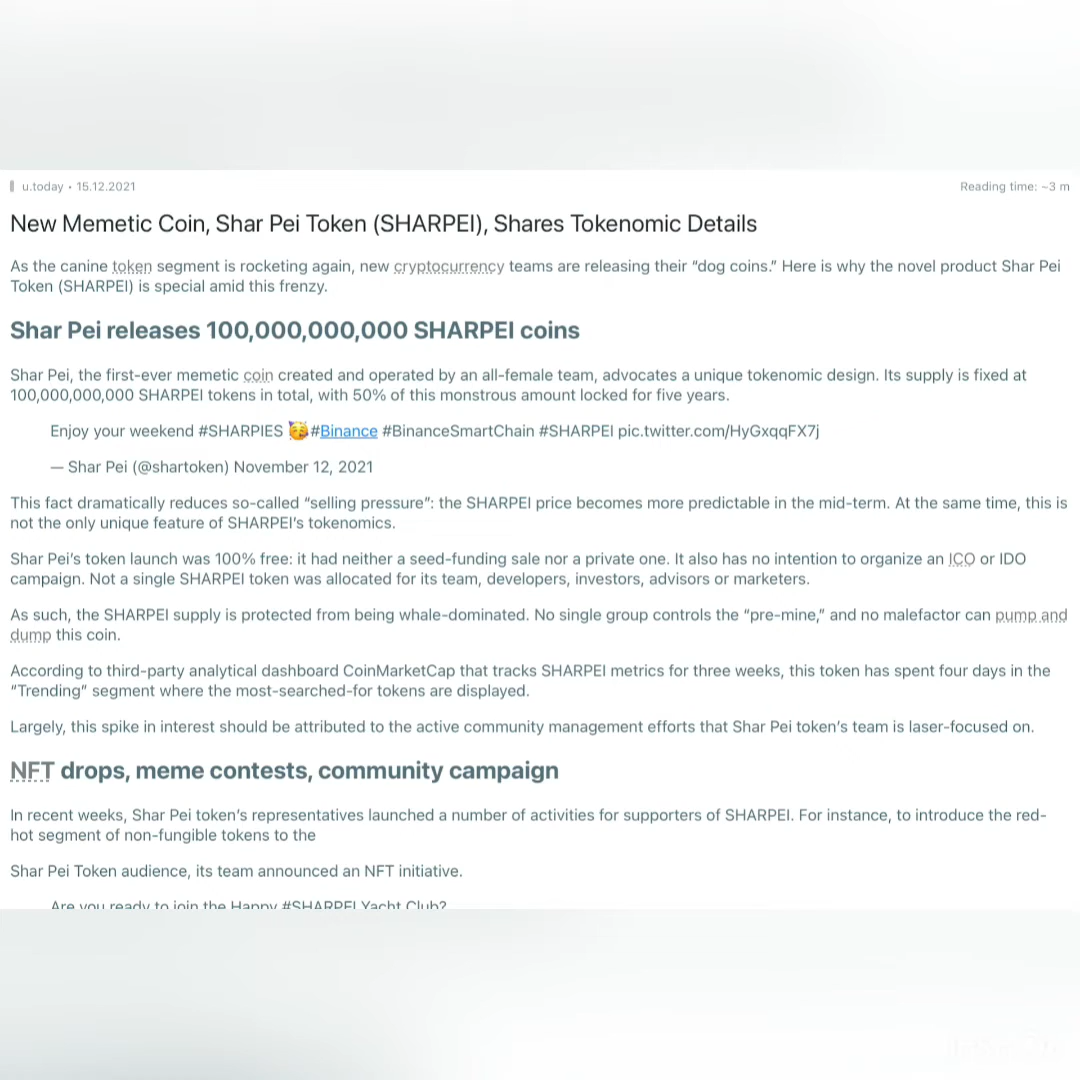 u.today • 15.12.2021
Reading time: ~3 m
New Memetic Coin, Shar Pei Token (SHARPEI), Shares Tokenomic Details
As the canine token segment is rocketing again, new cryptocurrency teams are releasing their “dog coins.” Here is why the novel product Shar Pei
Token (SHARPEI) is special amid this frenzy.
Shar Pei releases 100,000,000,000 SHARPEI coins
Shar Pei, the first-ever memetic coin created and operated by an all-female team, advocates a unique tokenomic design. Its supply is fixed at
100,000,000,000 SHARPEI tokens in total, with 50% of this monstrous amount locked for five years.
Enjoy your weekend #SHARPIES 🥳#Binance #BinanceSmartChain #SHARPEI pic.twitter.com/HyGxqqFX7j
— Shar Pei (@shartoken) November 12, 2021
This fact dramatically reduces so-called “selling pressure”: the SHARPEI price becomes more predictable in the mid-term. At the same time, this is
not the only unique feature of SHARPEI’s tokenomics.
Shar Pei’s token launch was 100% free: it had neither a seed-funding sale nor a private one. It also has no intention to organize an ICO or IDO
campaign. Not a single SHARPEI token was allocated for its team, developers, investors, advisors or marketers.
As such, the SHARPEI supply is protected from being whale-dominated. No single group controls the “pre-mine,” and no malefactor can pump and
dump this coin.
According to third-party analytical dashboard CoinMarketCap that tracks SHARPEI metrics for three weeks, this token has spent four days in the
“Trending” segment where the most-searched-for tokens are displayed.
Largely, this spike in interest should be attributed to the active community management efforts that Shar Pei token’s team is laser-focused on.
NFT drops, meme contests, community campaign
In recent weeks, Shar Pei token’s representatives launched a number of activities for supporters of SHARPEI. For instance, to introduce the red-
hot segment of non-fungible tokens to the
Shar Pei Token audience, its team announced an NFT initiative.
Are you ready to join the Happy #SHARPEI Yacht Club?